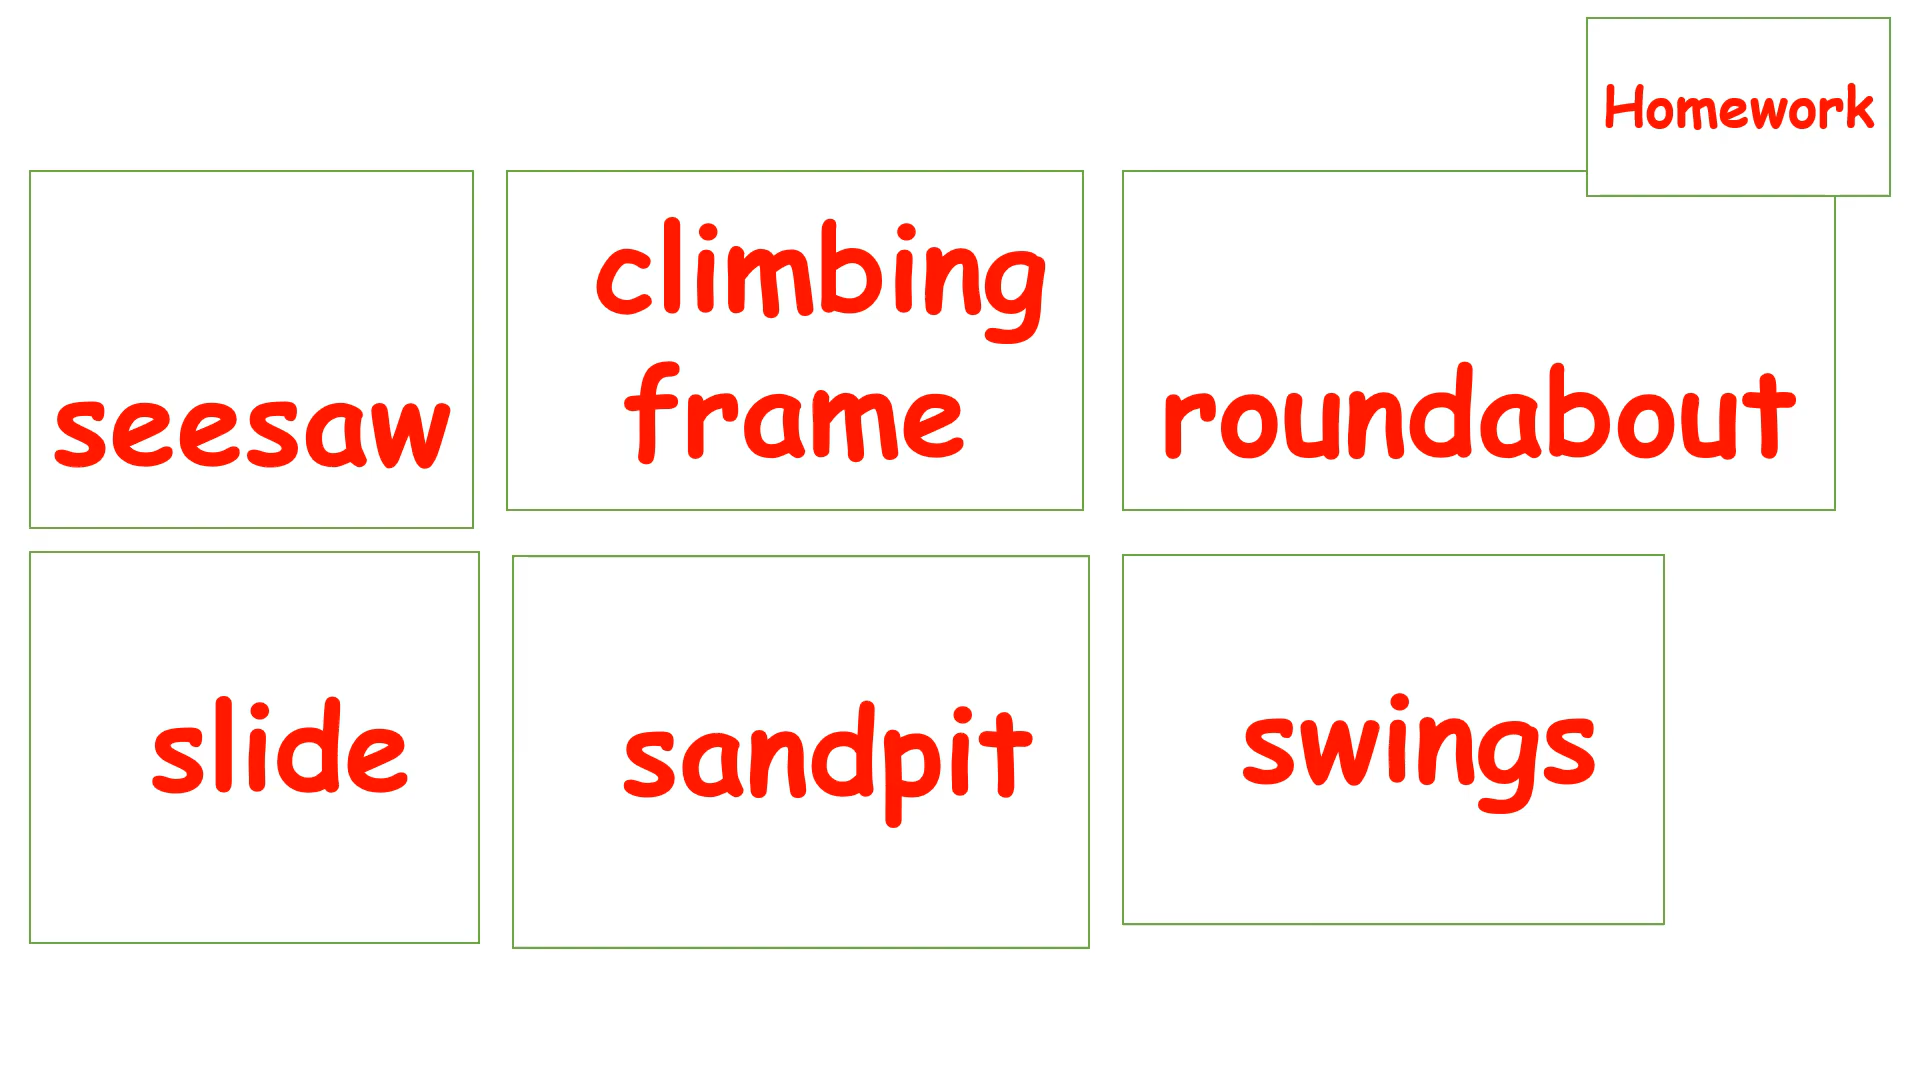 Homework
seesaw
climbing
frame
roundabout
slide
sandpit
swings